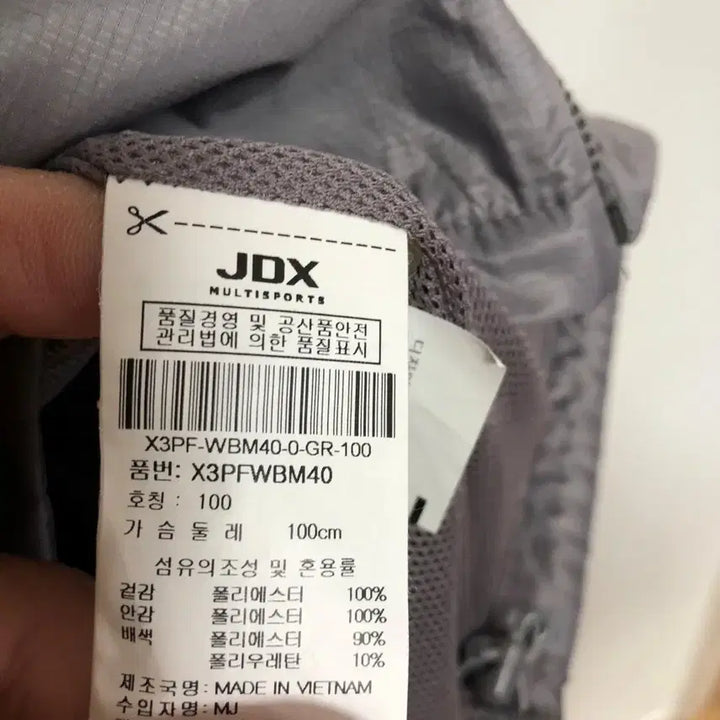 JDX
MULTISPORTS
품질경영 및 공산품안전
관리법에 의한 품질표시
X3PF-WBM40-0-GR-100
품번: X3PFWBM40
호칭 : 100
가 슴 둘 레 100cm
섬유의조성 및 혼용률
겉감 폴리에스터 100%
안감 폴리에스터 100%
배색 폴리에스터 90%
폴리우레탄 10%
제조국명: MADE IN VIETNAM
수입자명: MJ